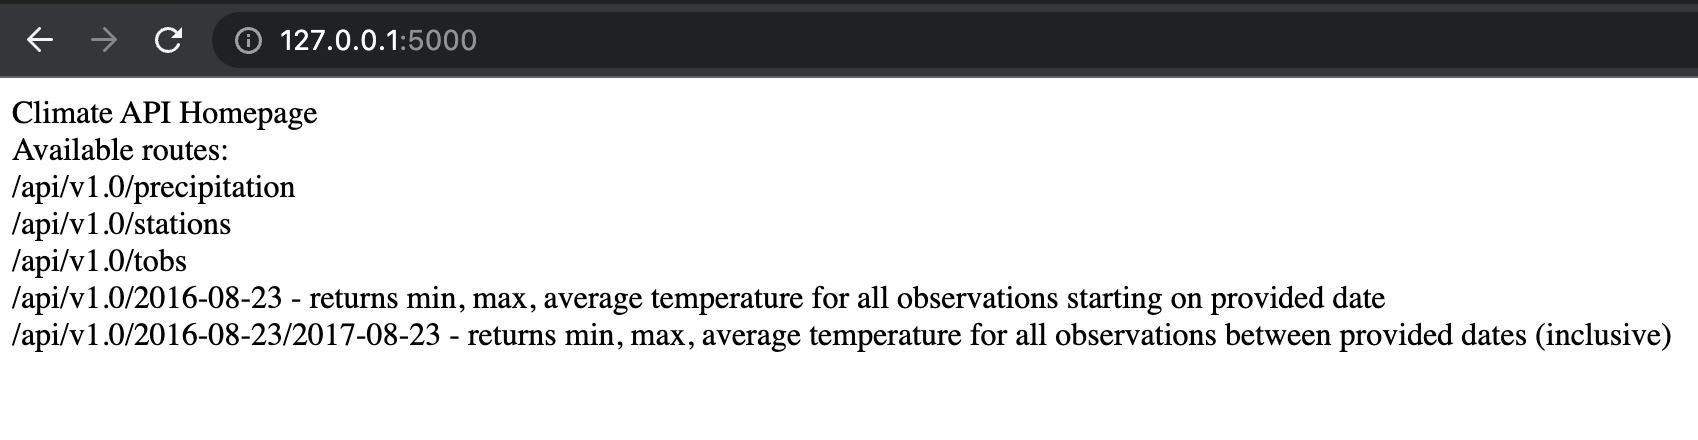 127.0.0.1:5000
Climate API Homepage
Available routes:
/api/v1.0/precipitation
/api/v1.0/stations
/api/v1.0/tobs
/api/v1.0/2016-08-23 - returns min, max, average temperature for all observations starting on provided date
/api/v1.0/2016-08-23/2017-08-23 - returns min, max, average temperature for all observations between provided dates (inclusive)